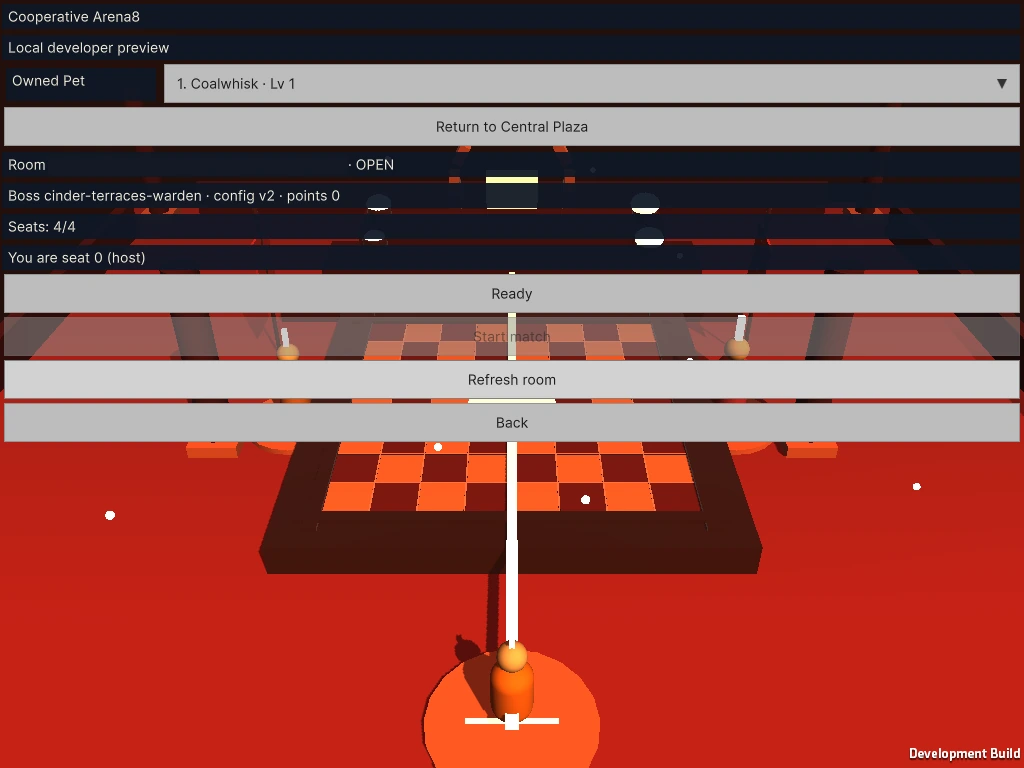 Cooperative Arena8
Local developer preview
Owned Pet
1. Coalwhisk · Lv 1
Return to Central Plaza
Room · OPEN
Boss cinder-terraces-warden · config v2 · points 0
Seats: 4/4
You are seat 0 (host)
Ready
Start match
Refresh room
Back
Development Build